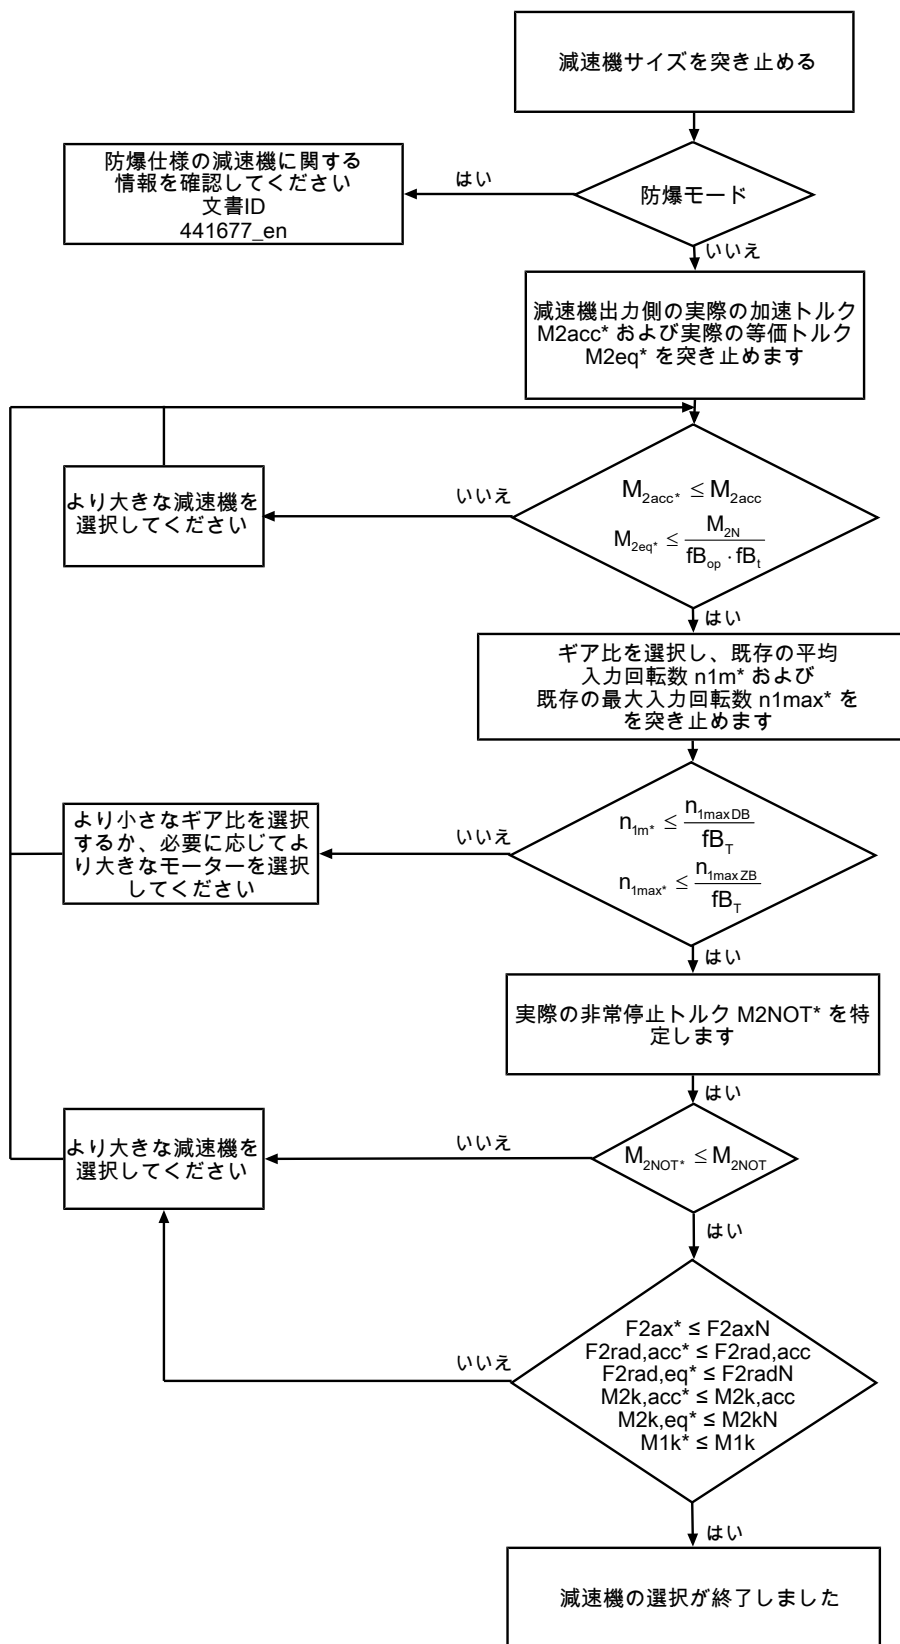 減速機サイズを突き止める
防爆仕様の減速機に関する
情報を確認してください
文書ID
441677_en
はい
防爆モード
いいえ
減速機出力側の実際の加速トルク
M2acc* および実際の等価トルク
M2eq* を突き止めます
より大きな減速機を
選択してください
いいえ
M2acc* ≤ M2acc
M2eq* ≤ M2N / fBop · fBt
はい
ギア比を選択し、既存の平均
入力回転数 n1m* および
既存の最大入力回転数 n1max* を
を突き止めます
より小さなギア比を選択
するか、必要に応じてよ
り大きなモーターを選択
してください
いいえ
n1m* ≤ n1maxDB / fBT
n1max* ≤ n1maxZB / fBT
はい
実際の非常停止トルク M2NOT* を特
定します
はい
より大きな減速機を
選択してください
いいえ
M2NOT* ≤ M2NOT
はい
いいえ
F2ax* ≤ F2axN
F2rad,acc* ≤ F2rad,acc
F2rad,eq* ≤ F2radN
M2k,acc* ≤ M2k,acc
M2k,eq* ≤ M2kN
M1k* ≤ M1k
はい
減速機の選択が終了しました